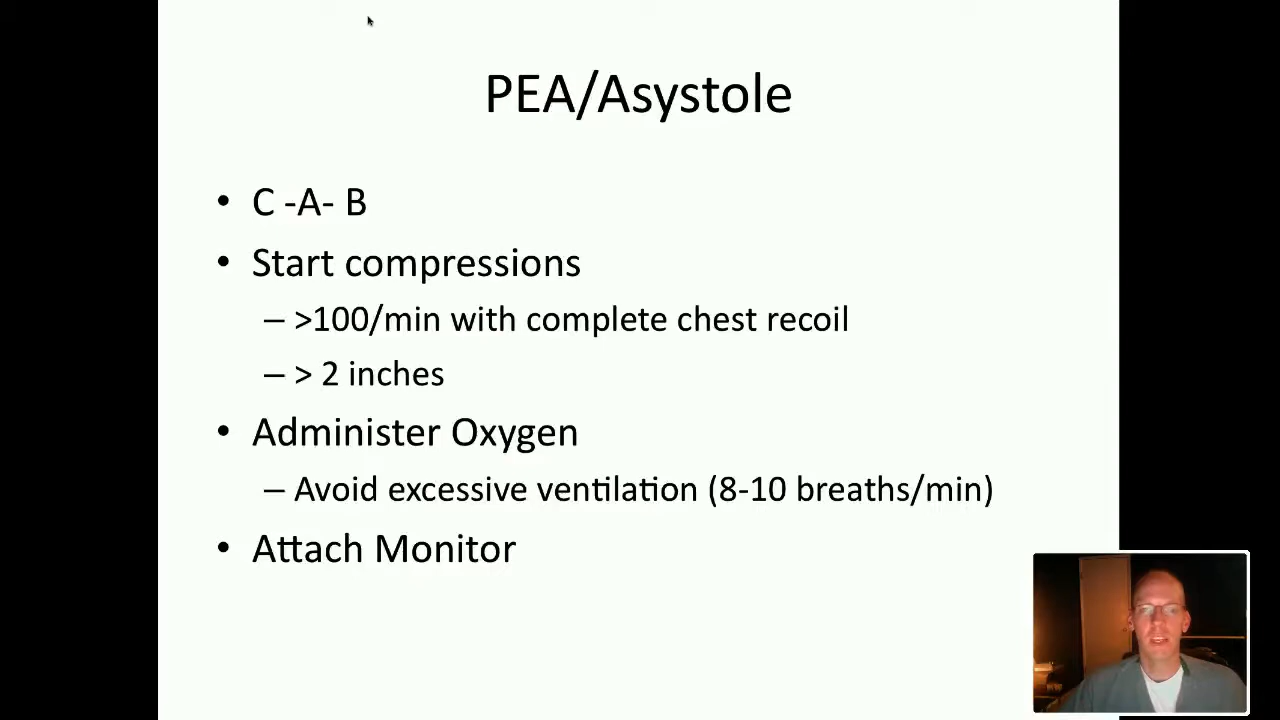 PEA/Asystole
• C -A- B
• Start compressions
– >100/min with complete chest recoil
– > 2 inches
• Administer Oxygen
– Avoid excessive ventilation (8-10 breaths/min)
• Attach Monitor